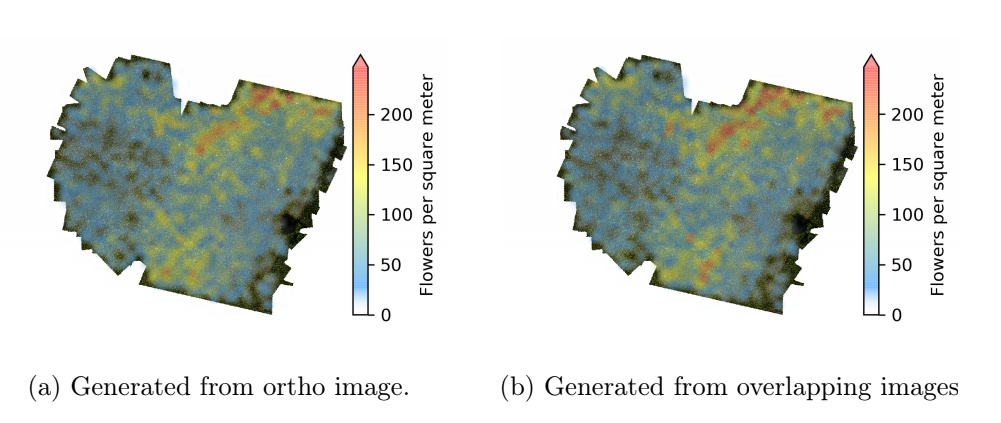 200
150
100
50
0
Flowers per square meter
200
150
100
50
0
Flowers per square meter
(a) Generated from ortho image.
(b) Generated from overlapping images